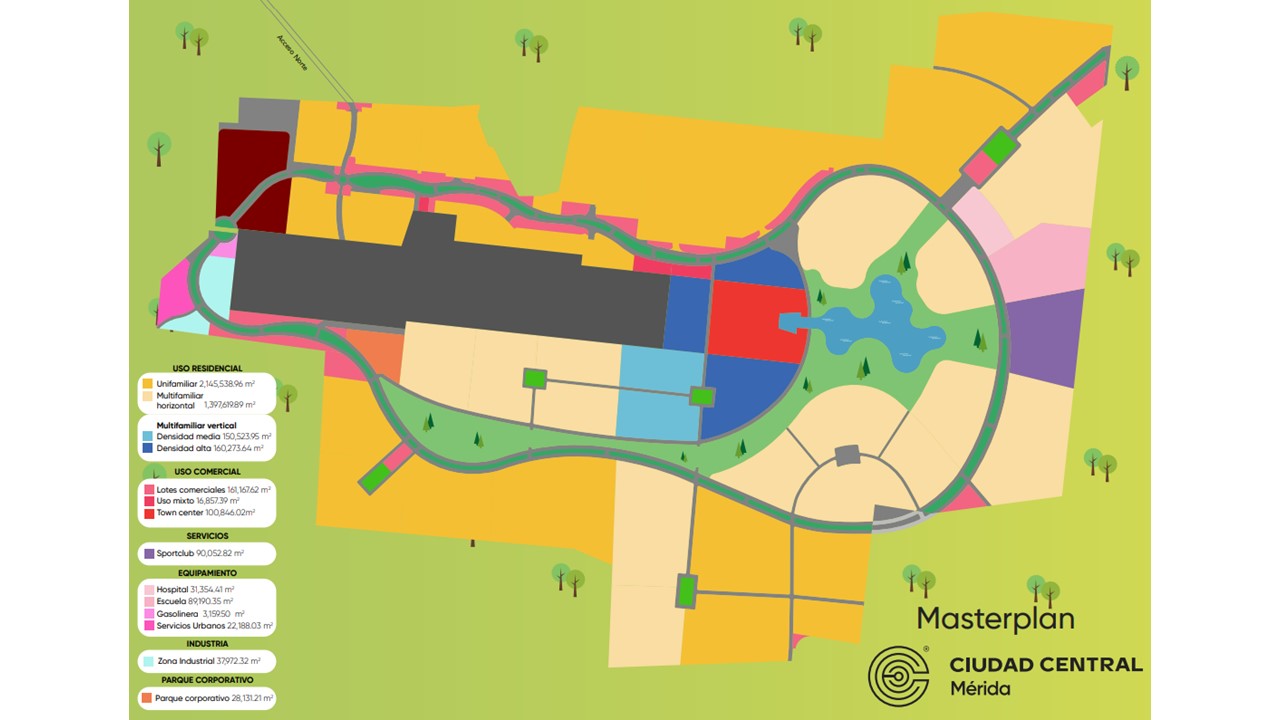 Acceso Norte
USO RESIDENCIAL
Unifamiliar 2,145,538.96 m²
Multifamiliar
horizontal 1,397,619.89 m²
Multifamiliar vertical
Densidad media 150,523.95 m²
Densidad alta 160,273.64 m²
USO COMERCIAL
Lotes comerciales 161,167.62 m²
Uso mixto 16,857.39 m²
Town center 100,846.02m²
SERVICIOS
Sportclub 90,052.82 m²
EQUIPAMIENTO
Hospital 31,354.41 m²
Escuela 89,190.35 m²
Gasolinera 3,159.50 m²
Servicios Urbanos 22,188.03 m²
INDUSTRIA
Zona Industrial 37,972.32 m²
PARQUE CORPORATIVO
Parque corporativo 28,131.21 m²
Masterplan
®
CIUDAD CENTRAL
Mérida